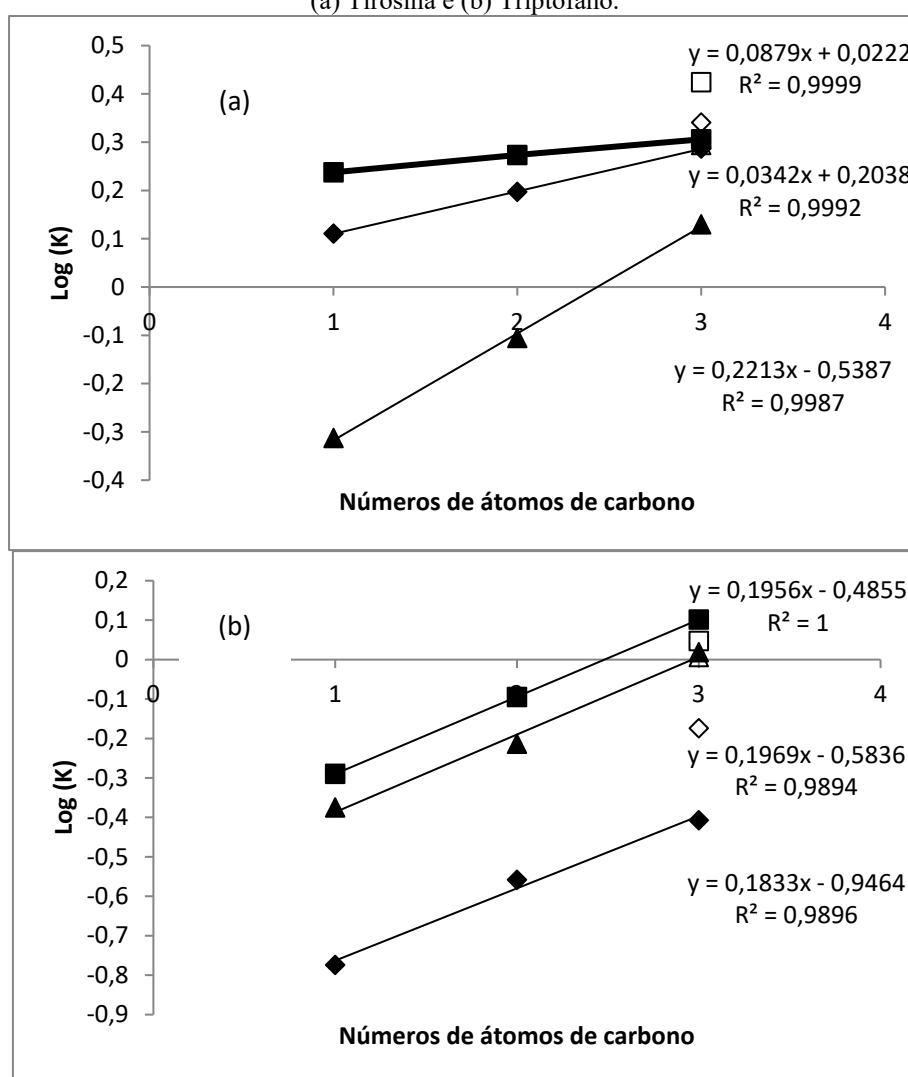 (a) Tirosina e (b) Triptofano.
0,5
0,4
0,3
0,2
0,1
0
-0,1
-0,2
-0,3
-0,4
Log (K)
(a)
y = 0,0879x + 0,0222
R² = 0,9999
y = 0,0342x + 0,2038
R² = 0,9992
y = 0,2213x - 0,5387
R² = 0,9987
0 1 2 3 4
Números de átomos de carbono
0,2
0,1
0
-0,1
-0,2
-0,3
-0,4
-0,5
-0,6
-0,7
-0,8
-0,9
Log (K)
(b)
y = 0,1956x - 0,4855
R² = 1
y = 0,1969x - 0,5836
R² = 0,9894
y = 0,1833x - 0,9464
R² = 0,9896
0 1 2 3 4
Números de átomos de carbono